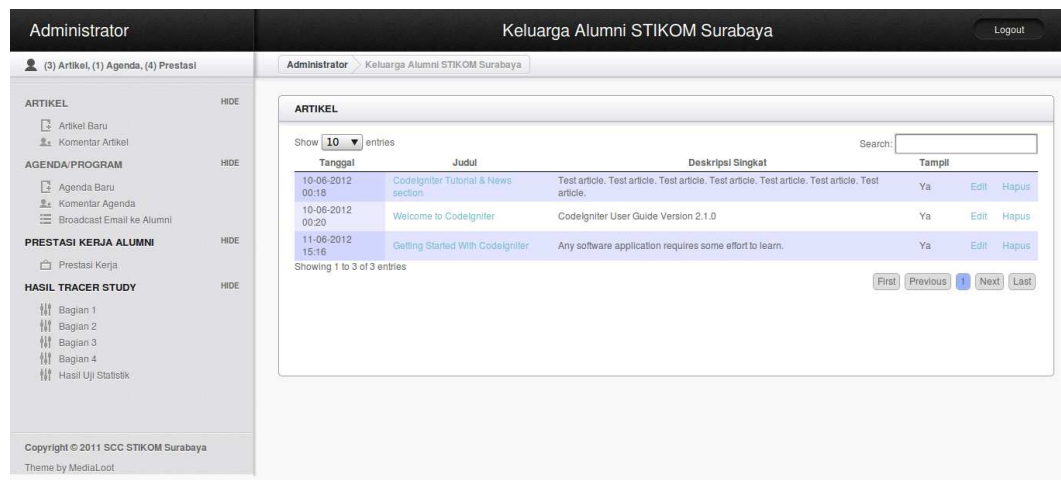 Administrator
Keluarga Alumni STIKOM Surabaya
Logout
(3) Artikel, (1) Agenda, (4) Prestasi
Administrator
Keluarga Alumni STIKOM Surabaya
ARTIKEL HIDE
Artikel Baru
Komentar Artikel
AGENDA/PROGRAM HIDE
Agenda Baru
Komentar Agenda
Broadcast Email ke Alumni
PRESTASI KERJA ALUMNI HIDE
Prestasi Kerja
HASIL TRACER STUDY HIDE
Bagian 1
Bagian 2
Bagian 3
Bagian 4
Hasil Uji Statistik
Copyright © 2011 SCC STIKOM Surabaya
Theme by MediaLoot
ARTIKEL
Show 10 entries
Search:
Tanggal Judul Deskripsi Singkat Tampil
10-06-2012 CodeIgniter Tutorial & News Test article. Test article. Test article. Test article. Test article. Test article. Test Ya Edit Hapus
00:18 section article.
10-06-2012 Welcome to CodeIgniter CodeIgniter User Guide Version 2.1.0 Ya Edit Hapus
00:20
11-06-2012 Getting Started With CodeIgniter Any software application requires some effort to learn. Ya Edit Hapus
15:16
Showing 1 to 3 of 3 entries
First Previous 1 Next Last